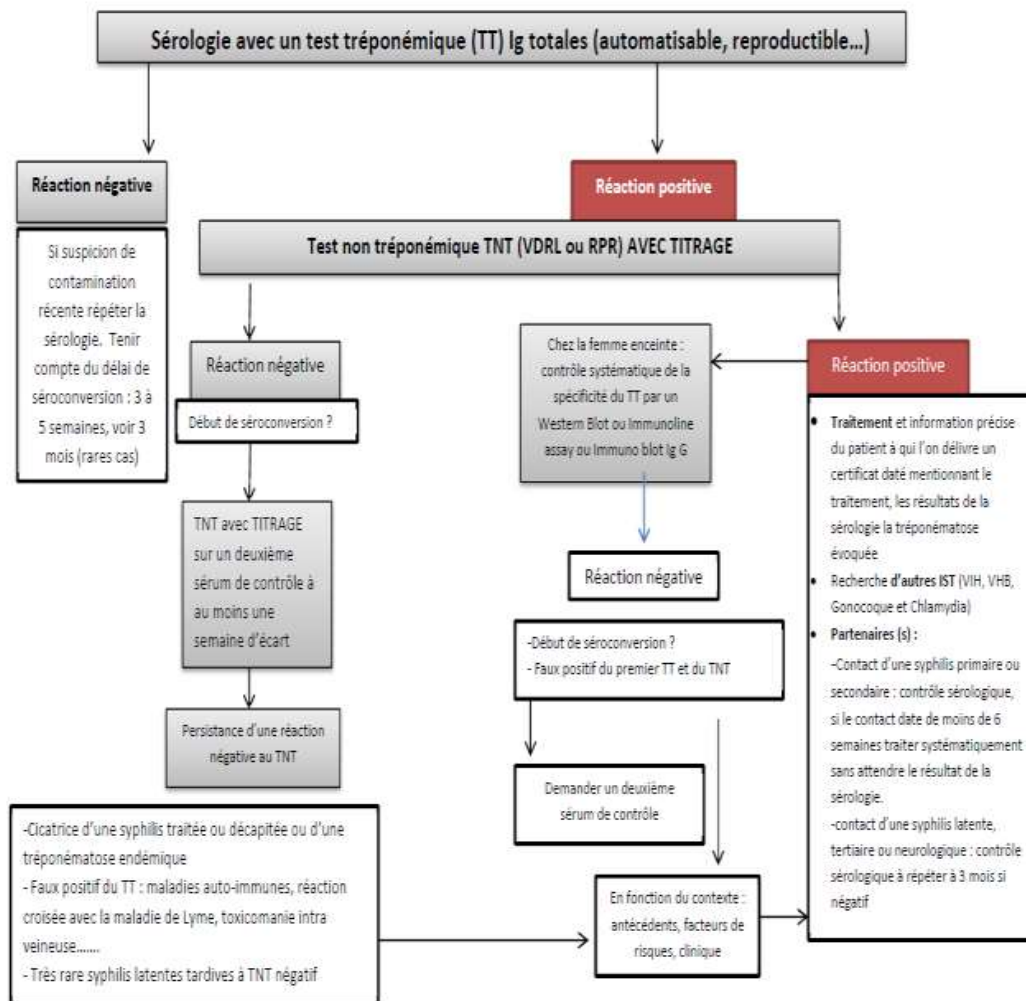 Sérologie avec un test tréponémique (TT) Ig totales (automatisable, reproductible...)
Réaction négative
Si suspicion de
contamination
récente répéter la
sérologie. Tenir
compte du délai de
séroconversion : 3 à
5 semaines, voir 3
mois (rares cas)
Réaction positive
Test non tréponémique TNT (VDRL ou RPR) AVEC TITRAGE
Réaction négative
Début de séroconversion ?
TNT avec TITRAGE
sur un deuxième
sérum de contrôle à
au moins une
semaine d'écart
Persistance d'une réaction
négative au TNT
-Cicatrice d'une syphilis traitée ou décapitée ou d'une
tréponématose endémique
- Faux positif du TT : maladies auto-immunes, réaction
croisée avec la maladie de Lyme, toxicomanie intra
veineuse.......
- Très rare syphilis latentes tardives à TNT négatif
Chez la femme enceinte :
contrôle systématique de la
spécificité du TT par un
Western Blot ou Immunoline
assay ou Immuno blot Ig G
Réaction négative
-Début de séroconversion ?
- Faux positif du premier TT et du TNT
Demander un deuxième
sérum de contrôle
En fonction du contexte :
antécédents, facteurs de
risques, clinique
Réaction positive
• Traitement et information précise
du patient à qui l'on délivre un
certificat daté mentionnant le
traitement, les résultats de la
sérologie la tréponématose
évoquée
• Recherche d'autres IST (VIH, VHB,
Gonocoque et Chlamydia)
• Partenaires (s) :
-Contact d'une syphilis primaire ou
secondaire : contrôle sérologique,
si le contact date de moins de 6
semaines traiter systématiquement
sans attendre le résultat de la
sérologie.
-contact d'une syphilis latente,
tertiaire ou neurologique : contrôle
sérologique à répéter à 3 mois si
négatif